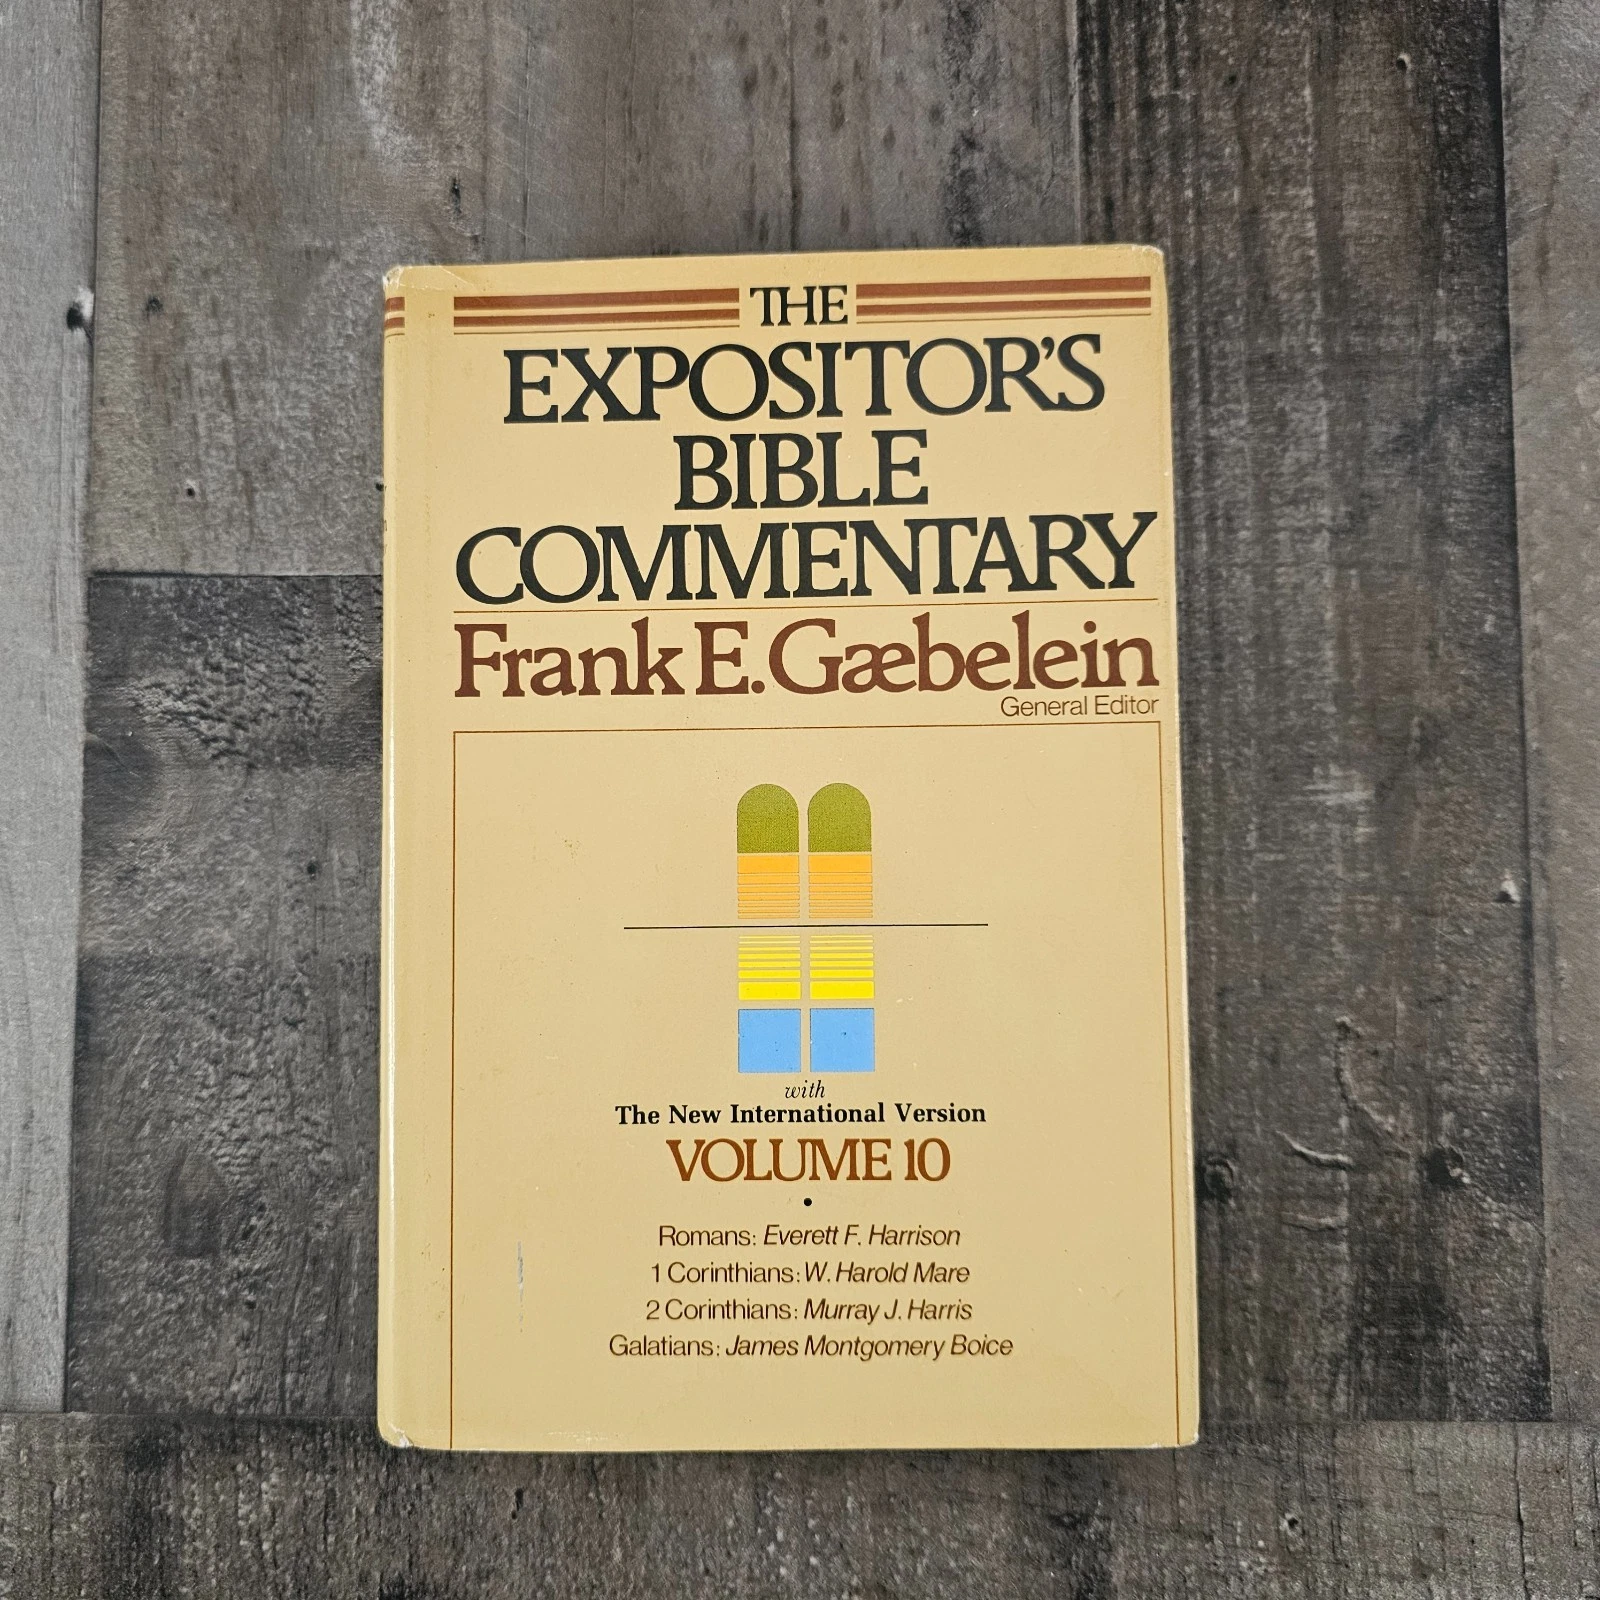 THE
EXPOSITOR'S
BIBLE
COMMENTARY
Frank E. Gæbelein
General Editor
with
The New International Version
VOLUME 10
•
Romans: Everett F. Harrison
1 Corinthians: W. Harold Mare
2 Corinthians: Murray J. Harris
Galatians: James Montgomery Boice